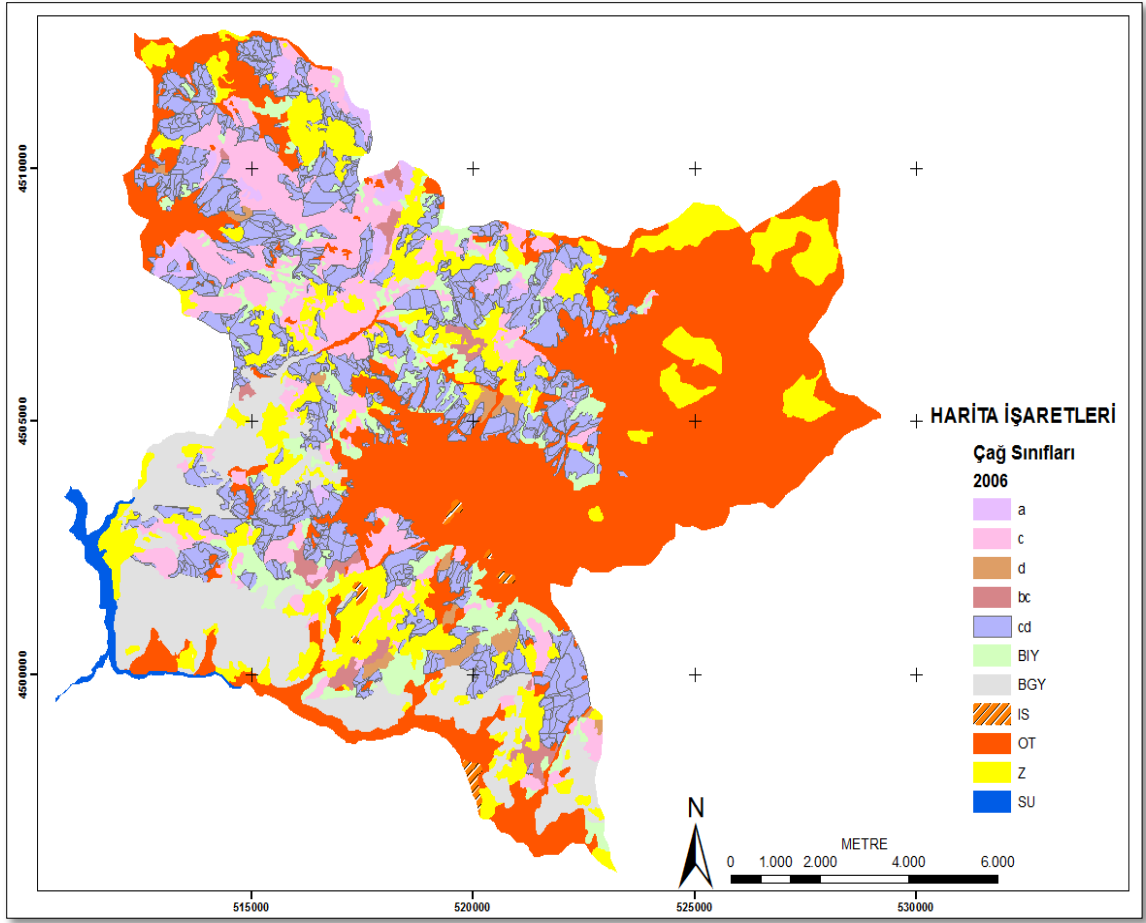 4510000
4505000
4500000
HARİTA İŞARETLERİ
Çağ Sınıfları
2006
a
c
d
bc
cd
BIY
BGY
IS
OT
Z
SU
N
METRE
0 1.000 2.000 4.000 6.000
515000 520000 525000 530000